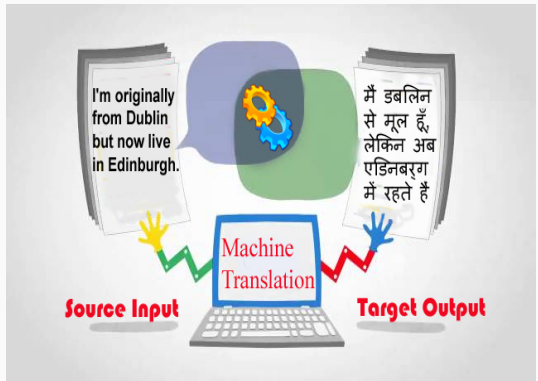 I'm originally
from Dublin
but now live
in Edinburgh.
मैं डबलिन
से मूल हूँ,
लेकिन अब
एडिनबर्ग
में रहते हैं
Machine
Translation
Source Input
Target Output